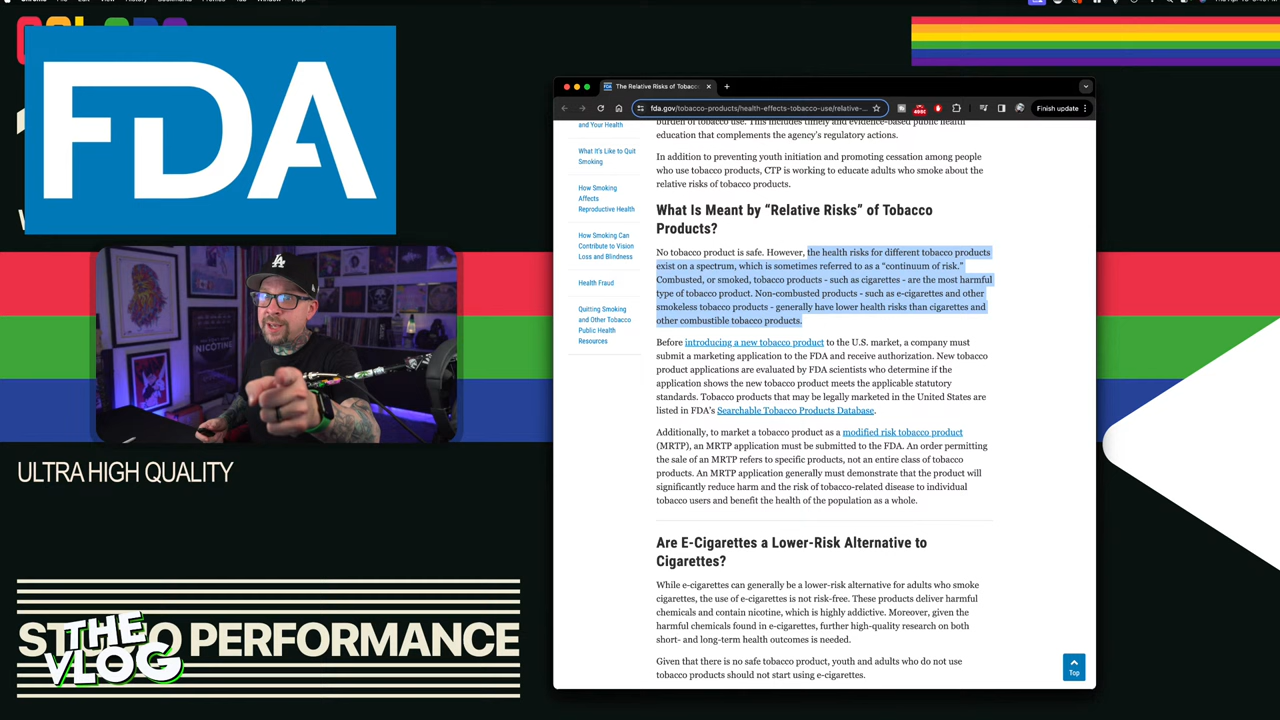 FDA
The Relative Risks of Tobacco
Finish update
fda.gov/tobacco-products/health-effects-tobacco-use/relative-...
and Your Health
What It's Like to Quit
Smoking
How Smoking
Affects
Reproductive Health
How Smoking Can
Contribute to Vision
Loss and Blindness
Health Fraud
Quitting Smoking
and Other Tobacco
Public Health
Resources
burden of tobacco use. This includes timely and evidence-based public health
education that complements the agency's regulatory actions.
In addition to preventing youth initiation and promoting cessation among people
who use tobacco products, CTP is working to educate adults who smoke about the
relative risks of tobacco products.
What Is Meant by “Relative Risks” of Tobacco
Products?
No tobacco product is safe. However, the health risks for different tobacco products
exist on a spectrum, which is sometimes referred to as a “continuum of risk.”
Combusted, or smoked, tobacco products - such as cigarettes - are the most harmful
type of tobacco product. Non-combusted products - such as e-cigarettes and other
smokeless tobacco products - generally have lower health risks than cigarettes and
other combustible tobacco products.
Before introducing a new tobacco product to the U.S. market, a company must
submit a marketing application to the FDA and receive authorization. New tobacco
product applications are evaluated by FDA scientists who determine if the
application shows the new tobacco product meets the applicable statutory
standards. Tobacco products that may be legally marketed in the United States are
listed in FDA's Searchable Tobacco Products Database.
Additionally, to market a tobacco product as a modified risk tobacco product
(MRTP), an MRTP application must be submitted to the FDA. An order permitting
the sale of an MRTP refers to specific products, not an entire class of tobacco
products. An MRTP application generally must demonstrate that the product will
significantly reduce harm and the risk of tobacco-related disease to individual
tobacco users and benefit the health of the population as a whole.
Are E-Cigarettes a Lower-Risk Alternative to
Cigarettes?
While e-cigarettes can generally be a lower-risk alternative for adults who smoke
cigarettes, the use of e-cigarettes is not risk-free. These products deliver harmful
chemicals and contain nicotine, which is highly addictive. Moreover, given the
harmful chemicals found in e-cigarettes, further high-quality research on both
short- and long-term health outcomes is needed.
Given that there is no safe tobacco product, youth and adults who do not use
tobacco products should not start using e-cigarettes.
Top
NICOTINE
ULTRA HIGH QUALITY
PERFORMANCE
THE
VLOG